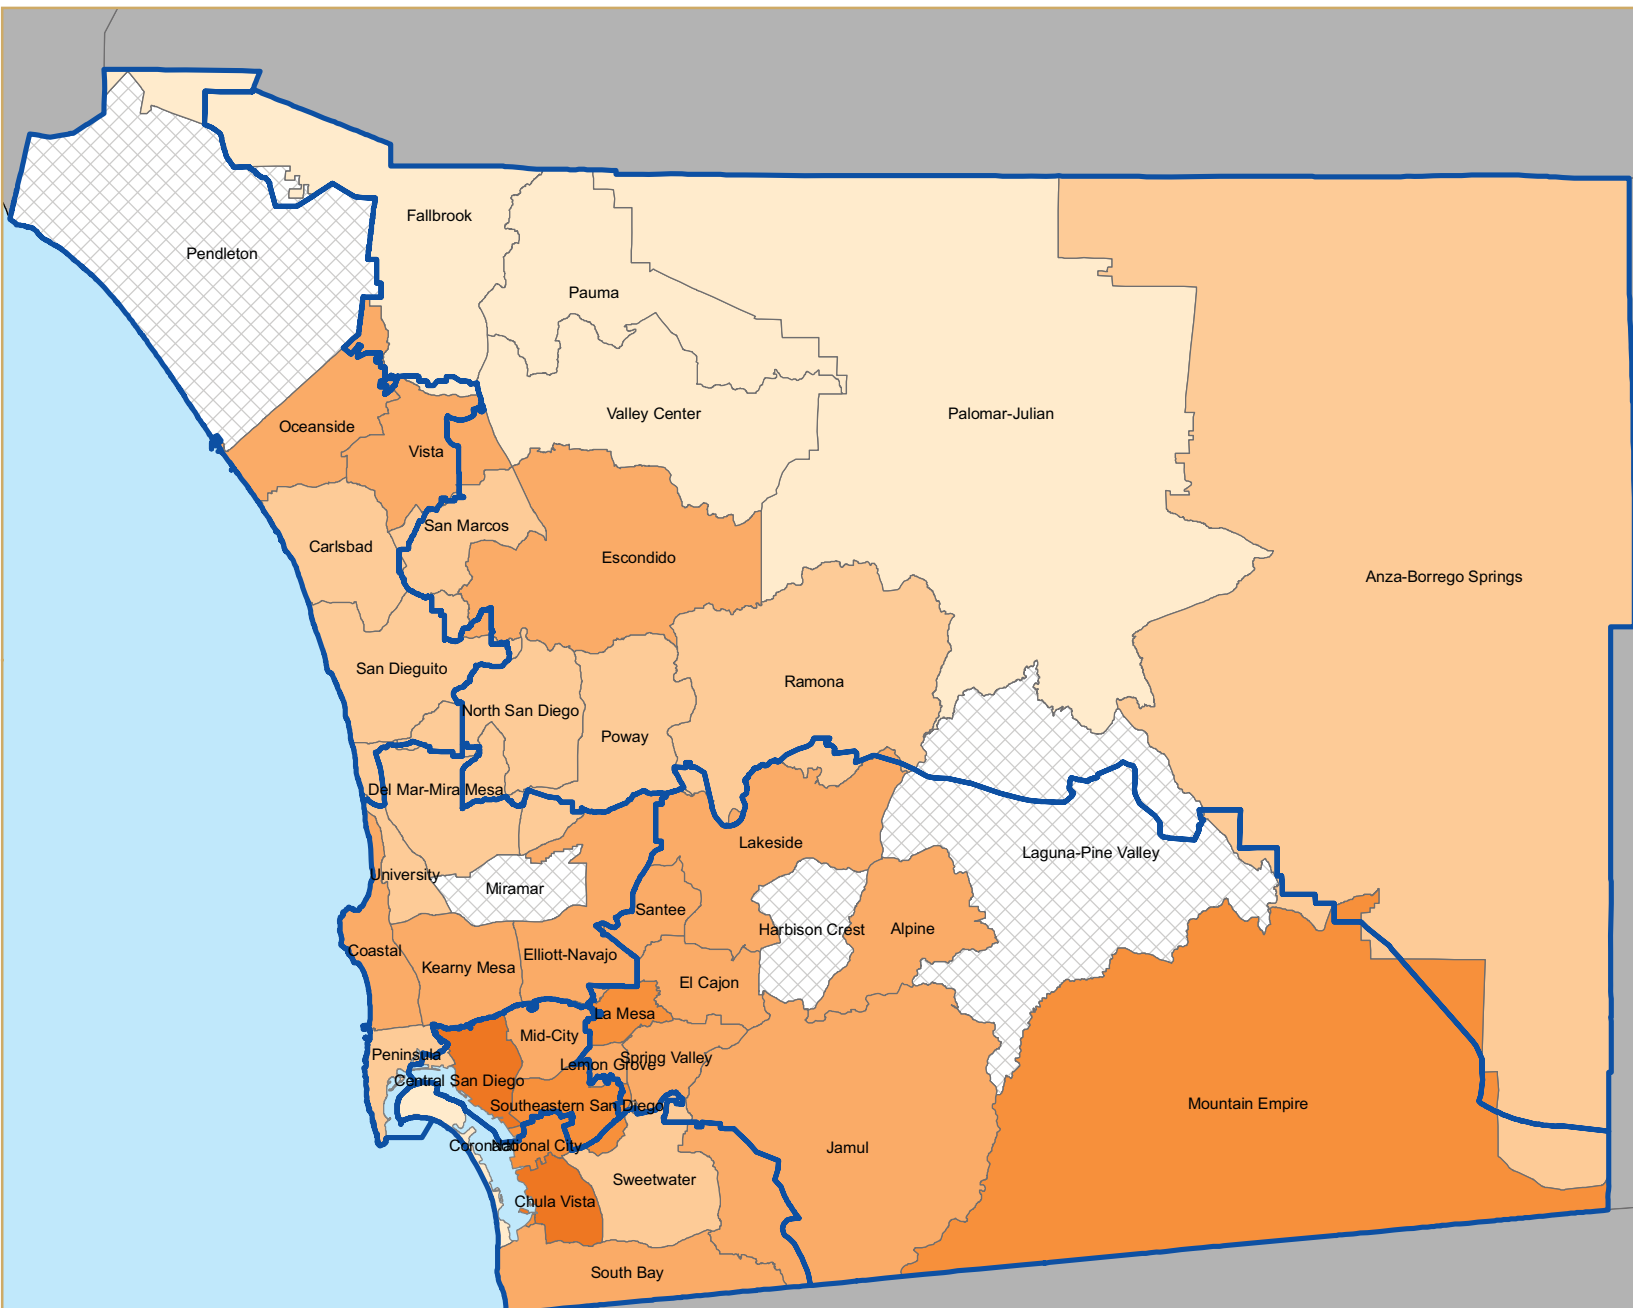 Fallbrook
Pendleton
Pauma
Valley Center
Palomar-Julian
Oceanside
Vista
San Marcos
Carlsbad
Escondido
Anza-Borrego Springs
San Dieguito
Ramona
North San Diego
Poway
Del Mar-Mira Mesa
Lakeside
Laguna-Pine Valley
University
Miramar
Santee
Harbison Crest
Alpine
Coastal
Elliott-Navajo
Kearny Mesa
El Cajon
La Mesa
Mid-City
Peninsula
Spring Valley
Lemon Grove
Central San Diego
Southeastern San Diego
Mountain Empire
Coronado
National City
Jamul
Sweetwater
Chula Vista
South Bay